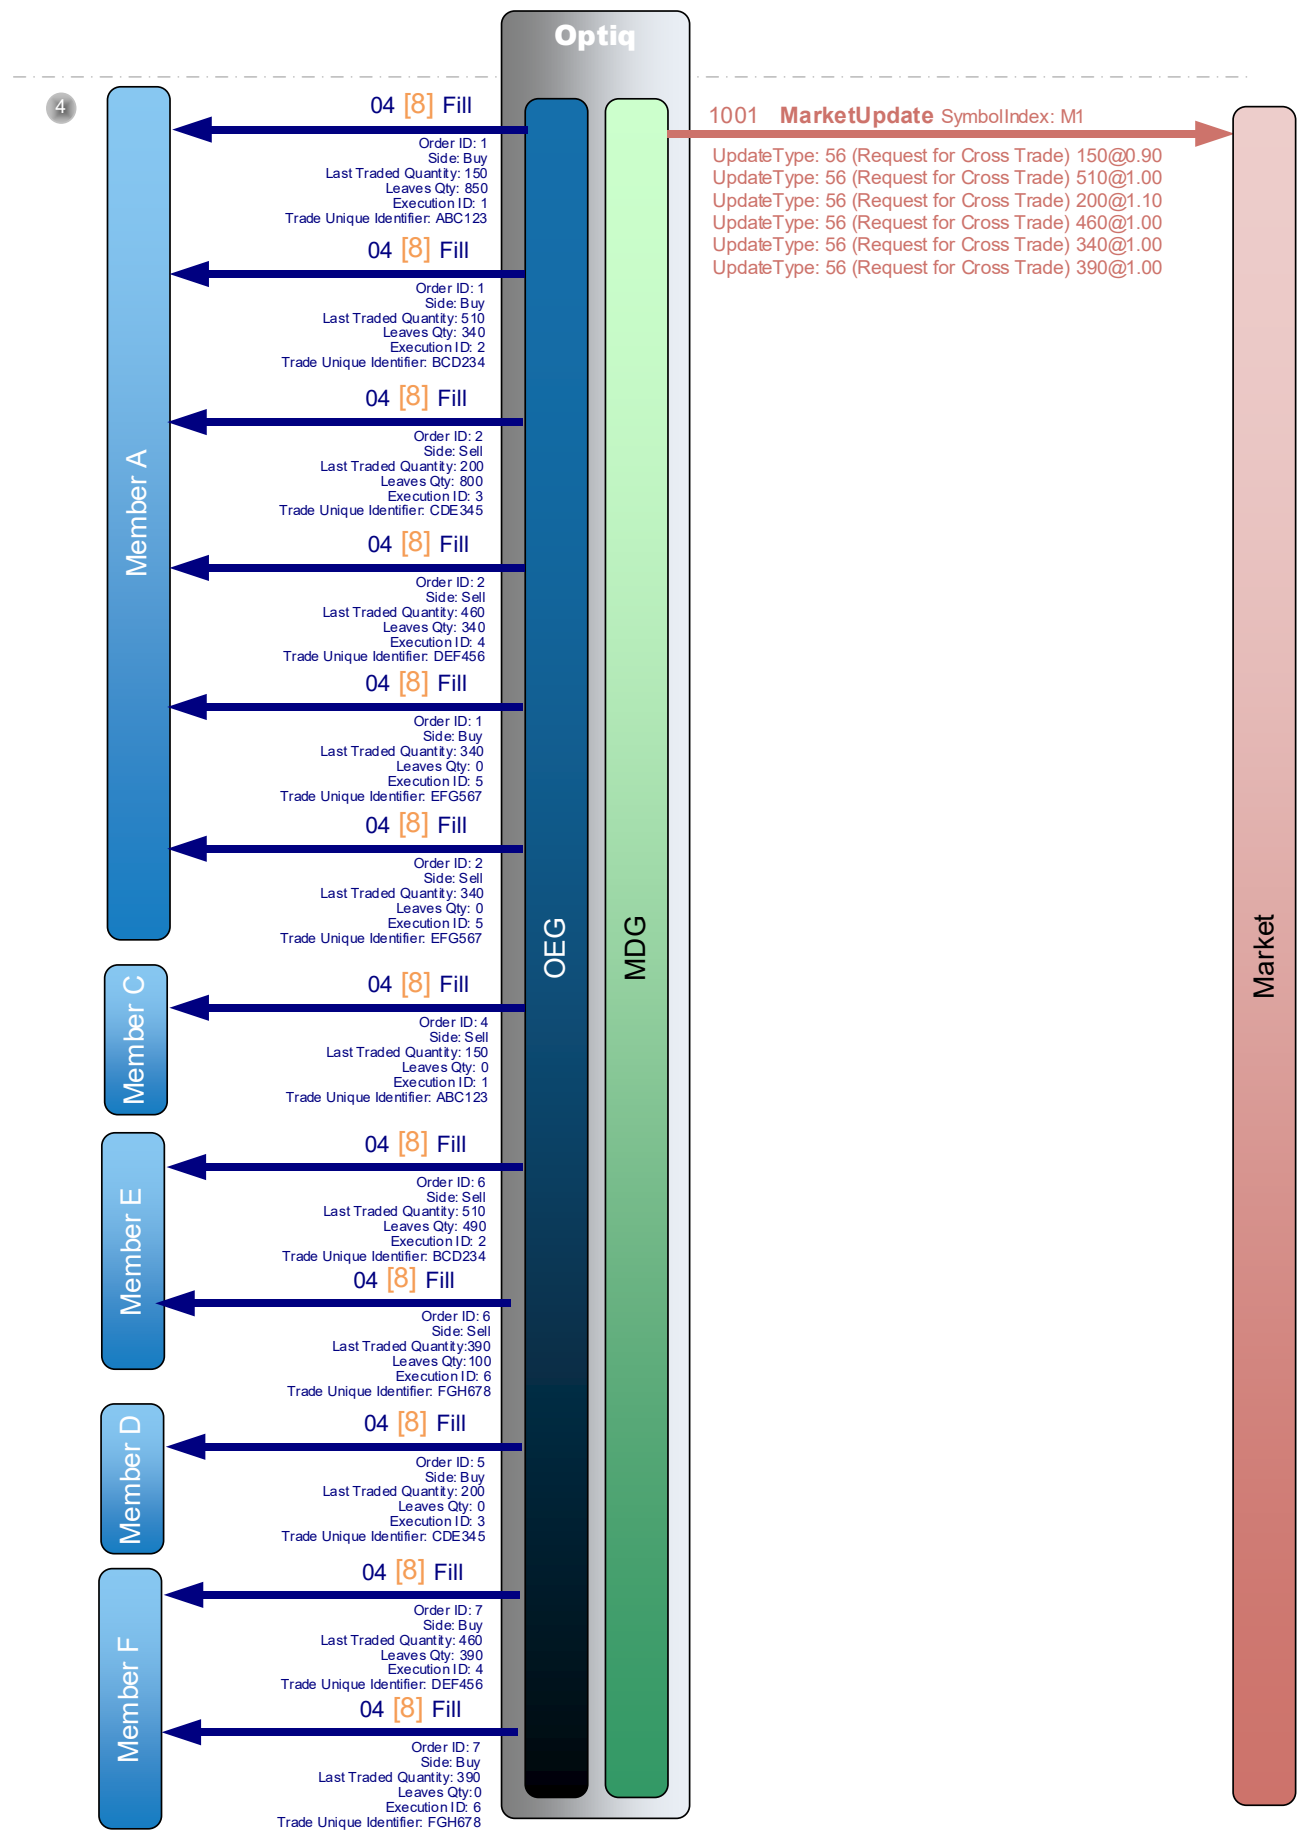 Optiq
4
04 [8] Fill
Order ID: 1
Side: Buy
Last Traded Quantity: 150
Leaves Qty: 850
Execution ID: 1
Trade Unique Identifier: ABC123
04 [8] Fill
Order ID: 1
Side: Buy
Last Traded Quantity: 510
Leaves Qty: 340
Execution ID: 2
Trade Unique Identifier: BCD234
04 [8] Fill
Order ID: 2
Side: Sell
Last Traded Quantity: 200
Leaves Qty: 800
Execution ID: 3
Trade Unique Identifier: CDE345
04 [8] Fill
Order ID: 2
Side: Sell
Last Traded Quantity: 460
Leaves Qty: 340
Execution ID: 4
Trade Unique Identifier: DEF456
04 [8] Fill
Order ID: 1
Side: Buy
Last Traded Quantity: 340
Leaves Qty: 0
Execution ID: 5
Trade Unique Identifier: EFG567
04 [8] Fill
Order ID: 2
Side: Sell
Last Traded Quantity: 340
Leaves Qty: 0
Execution ID: 5
Trade Unique Identifier: EFG567
Member A
04 [8] Fill
Order ID: 4
Side: Sell
Last Traded Quantity: 150
Leaves Qty: 0
Execution ID: 1
Trade Unique Identifier: ABC123
Member C
04 [8] Fill
Order ID: 6
Side: Sell
Last Traded Quantity: 510
Leaves Qty: 490
Execution ID: 2
Trade Unique Identifier: BCD234
04 [8] Fill
Order ID: 6
Side: Sell
Last Traded Quantity:390
Leaves Qty:100
Execution ID: 6
Trade Unique Identifier: FGH678
Member E
04 [8] Fill
Order ID: 5
Side: Buy
Last Traded Quantity: 200
Leaves Qty: 0
Execution ID: 3
Trade Unique Identifier: CDE345
Member D
04 [8] Fill
Order ID: 7
Side: Buy
Last Traded Quantity: 460
Leaves Qty: 390
Execution ID: 4
Trade Unique Identifier: DEF456
04 [8] Fill
Order ID: 7
Side: Buy
Last Traded Quantity: 390
Leaves Qty:0
Execution ID: 6
Trade Unique Identifier: FGH678
Member F
OEG
MDG
1001 MarketUpdate SymbolIndex: M1
UpdateType: 56 (Request for Cross Trade) 150@0.90
UpdateType: 56 (Request for Cross Trade) 510@1.00
UpdateType: 56 (Request for Cross Trade) 200@1.10
UpdateType: 56 (Request for Cross Trade) 460@1.00
UpdateType: 56 (Request for Cross Trade) 340@1.00
UpdateType: 56 (Request for Cross Trade) 390@1.00
Market